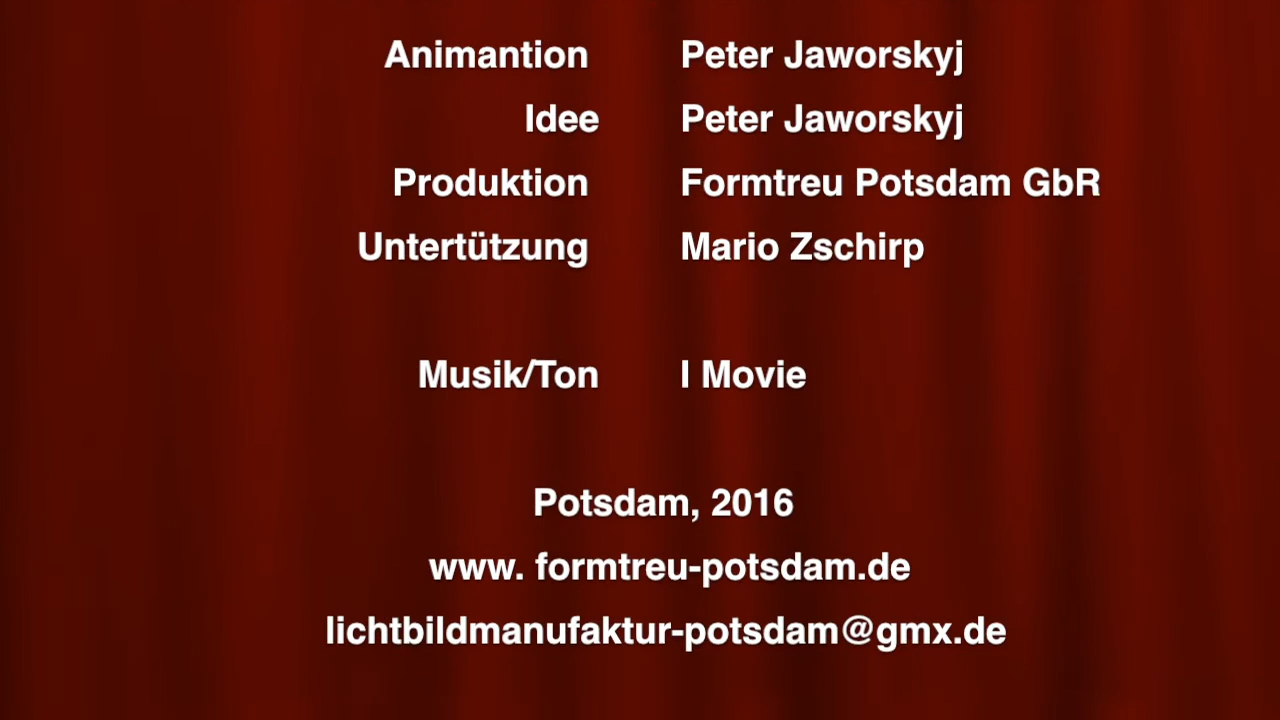 Animantion Peter Jaworskyj
Idee Peter Jaworskyj
Produktion Formtreu Potsdam GbR
Untertützung Mario Zschirp
Musik/Ton I Movie
Potsdam, 2016
www. formtreu-potsdam.de
lichtbildmanufaktur-potsdam@gmx.de